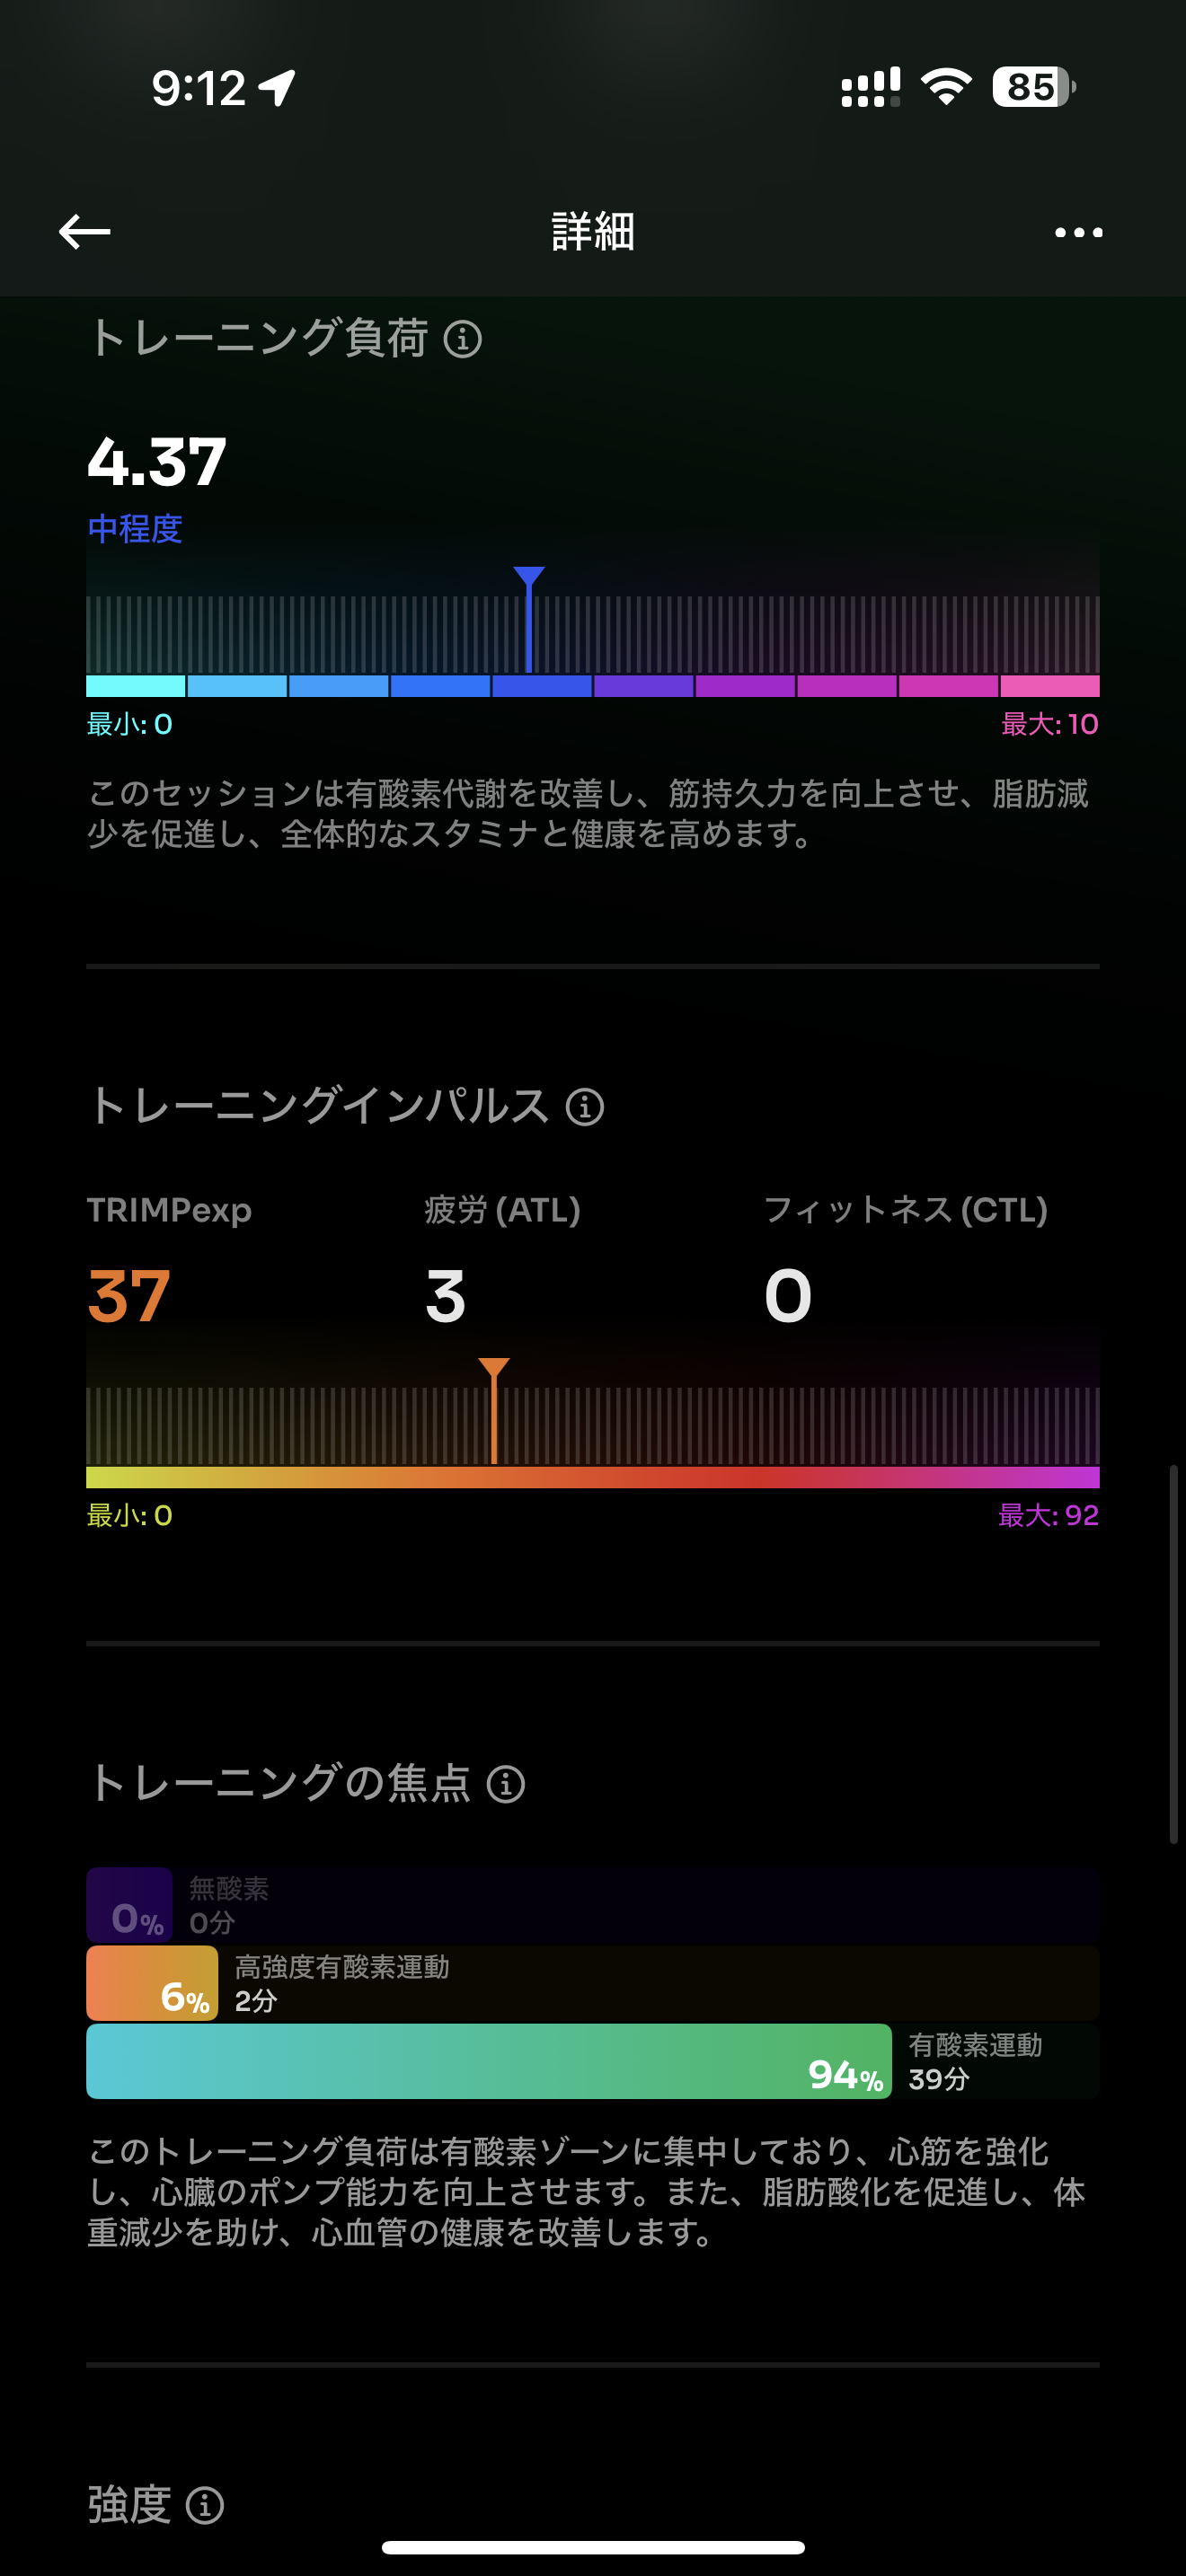 9:12
85
詳細
トレーニング負荷
4.37
中程度
最小: 0
最大: 10
このセッションは有酸素代謝を改善し、筋持久力を向上させ、脂肪減
少を促進し、全体的なスタミナと健康を高めます。
トレーニングインパルス
TRIMPexp
疲労 (ATL)
フィットネス (CTL)
37
3
0
最小: 0
最大: 92
トレーニングの焦点
0%
無酸素
0分
6%
高強度有酸素運動
2分
94%
有酸素運動
39分
このトレーニング負荷は有酸素ゾーンに集中しており、心筋を強化
し、心臓のポンプ能力を向上させます。また、脂肪酸化を促進し、体
重減少を助け、心血管の健康を改善します。
強度